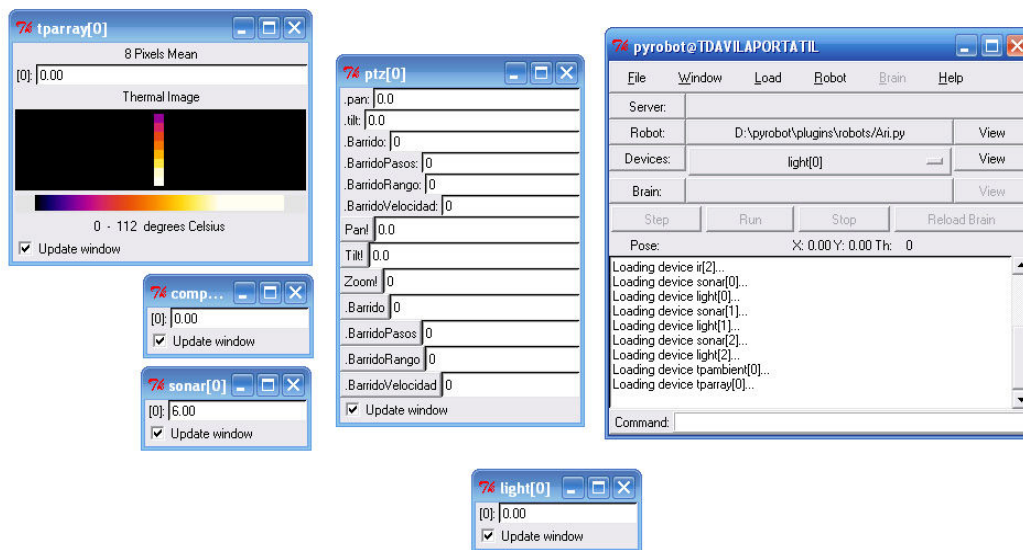 tparray[0]
8 Pixels Mean
[0]: 0.00
Thermal Image
0 - 112 degrees Celsius
Update window
comp...
[0]: 0.00
Update window
sonar[0]
[0]: 6.00
Update window
ptz[0]
.pan: 0.0
.tilt: 0.0
.Barrido: 0
.BarridoPasos: 0
.BarridoRango: 0
.BarridoVelocidad: 0
Pan! 0.0
Tilt! 0.0
Zoom! 0
.Barrido 0
.BarridoPasos 0
.BarridoRango 0
.BarridoVelocidad 0
Update window
light[0]
[0]: 0.00
Update window
pyrobot@TDAVILAPORTATIL
File Window Load Robot Brain Help
Server:
Robot: D:\pyrobot\plugins\robots/Ari.py View
Devices: light[0] View
Brain: View
Step Run Stop Reload Brain
Pose: X: 0.00 Y: 0.00 Th: 0
Loading device ir[2]...
Loading device sonar[0]...
Loading device light[0]...
Loading device sonar[1]...
Loading device light[1]...
Loading device sonar[2]...
Loading device light[2]...
Loading device tpambient[0]...
Loading device tparray[0]...
Command: